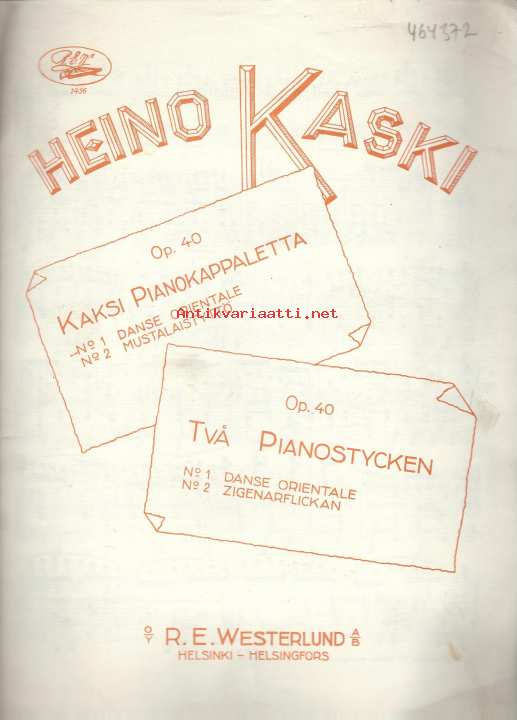 464372
R.E.W.
1456
HEINO KASKI
Op. 40
KAKSI PIANOKAPPALETTA
No 1 DANSE ORIENTALE
No 2 MUSTALAISTYTTÖ
Antikvariaatti.net
Op. 40
TVÅ PIANOSTYCKEN
No 1 DANSE ORIENTALE
No 2 ZIGENARFLICKAN
O/Y R. E. WESTERLUND A/B
HELSINKI – HELSINGFORS